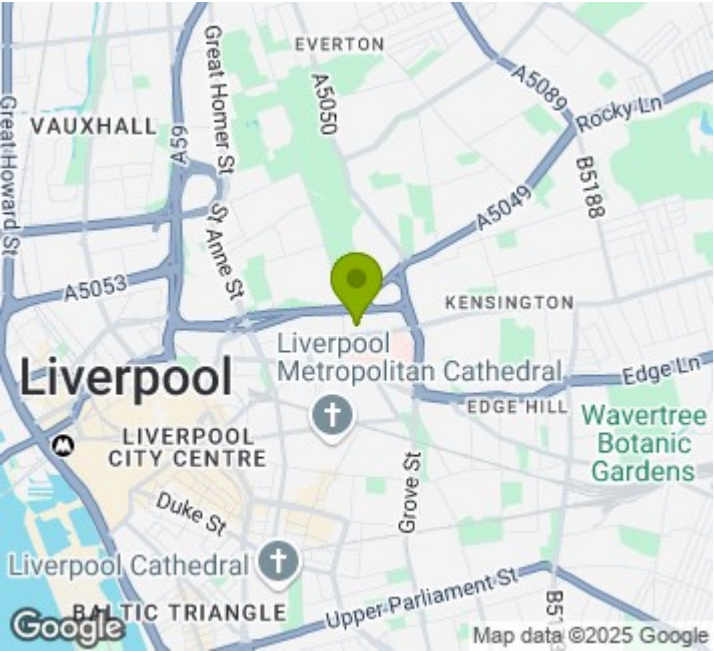 EVERTON
Great Homer St
A5050
A5089
Rocky Ln
VAUXHALL
A59
Great Howard St
B5188
A5049
St Anne St
A5053
KENSINGTON
Liverpool
Metropolitan Cathedral
Liverpool
Edge Ln
EDGE HILL
LIVERPOOL
CITY CENTRE
Wavertree
Botanic
Gardens
Grove St
Duke St
Liverpool Cathedral
BALTIC TRIANGLE
Upper Parliament St
Google
Map data ©2025 Google